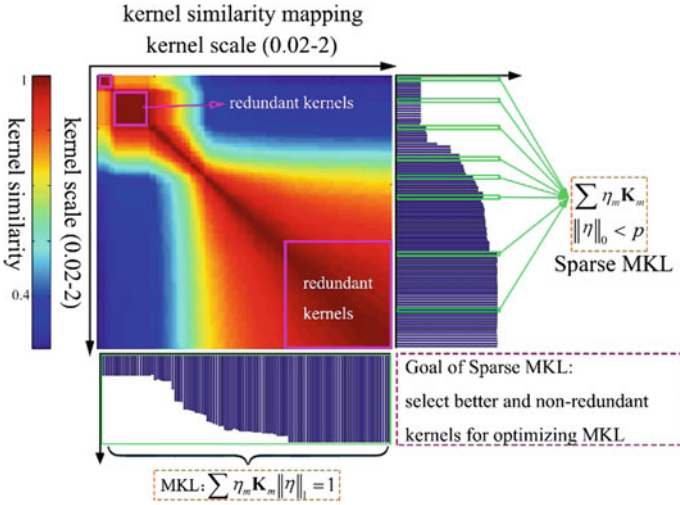 kernel similarity mapping
kernel scale (0.02-2)
1
kernel similarity
0.4
kernel scale (0.02-2)
redundant kernels
redundant
kernels
∑ η_m K_m
‖η‖_0 < p
Sparse MKL
Goal of Sparse MKL:
select better and non-redundant
kernels for optimizing MKL
MKL: ∑ η_m K_m ‖η‖_1 = 1